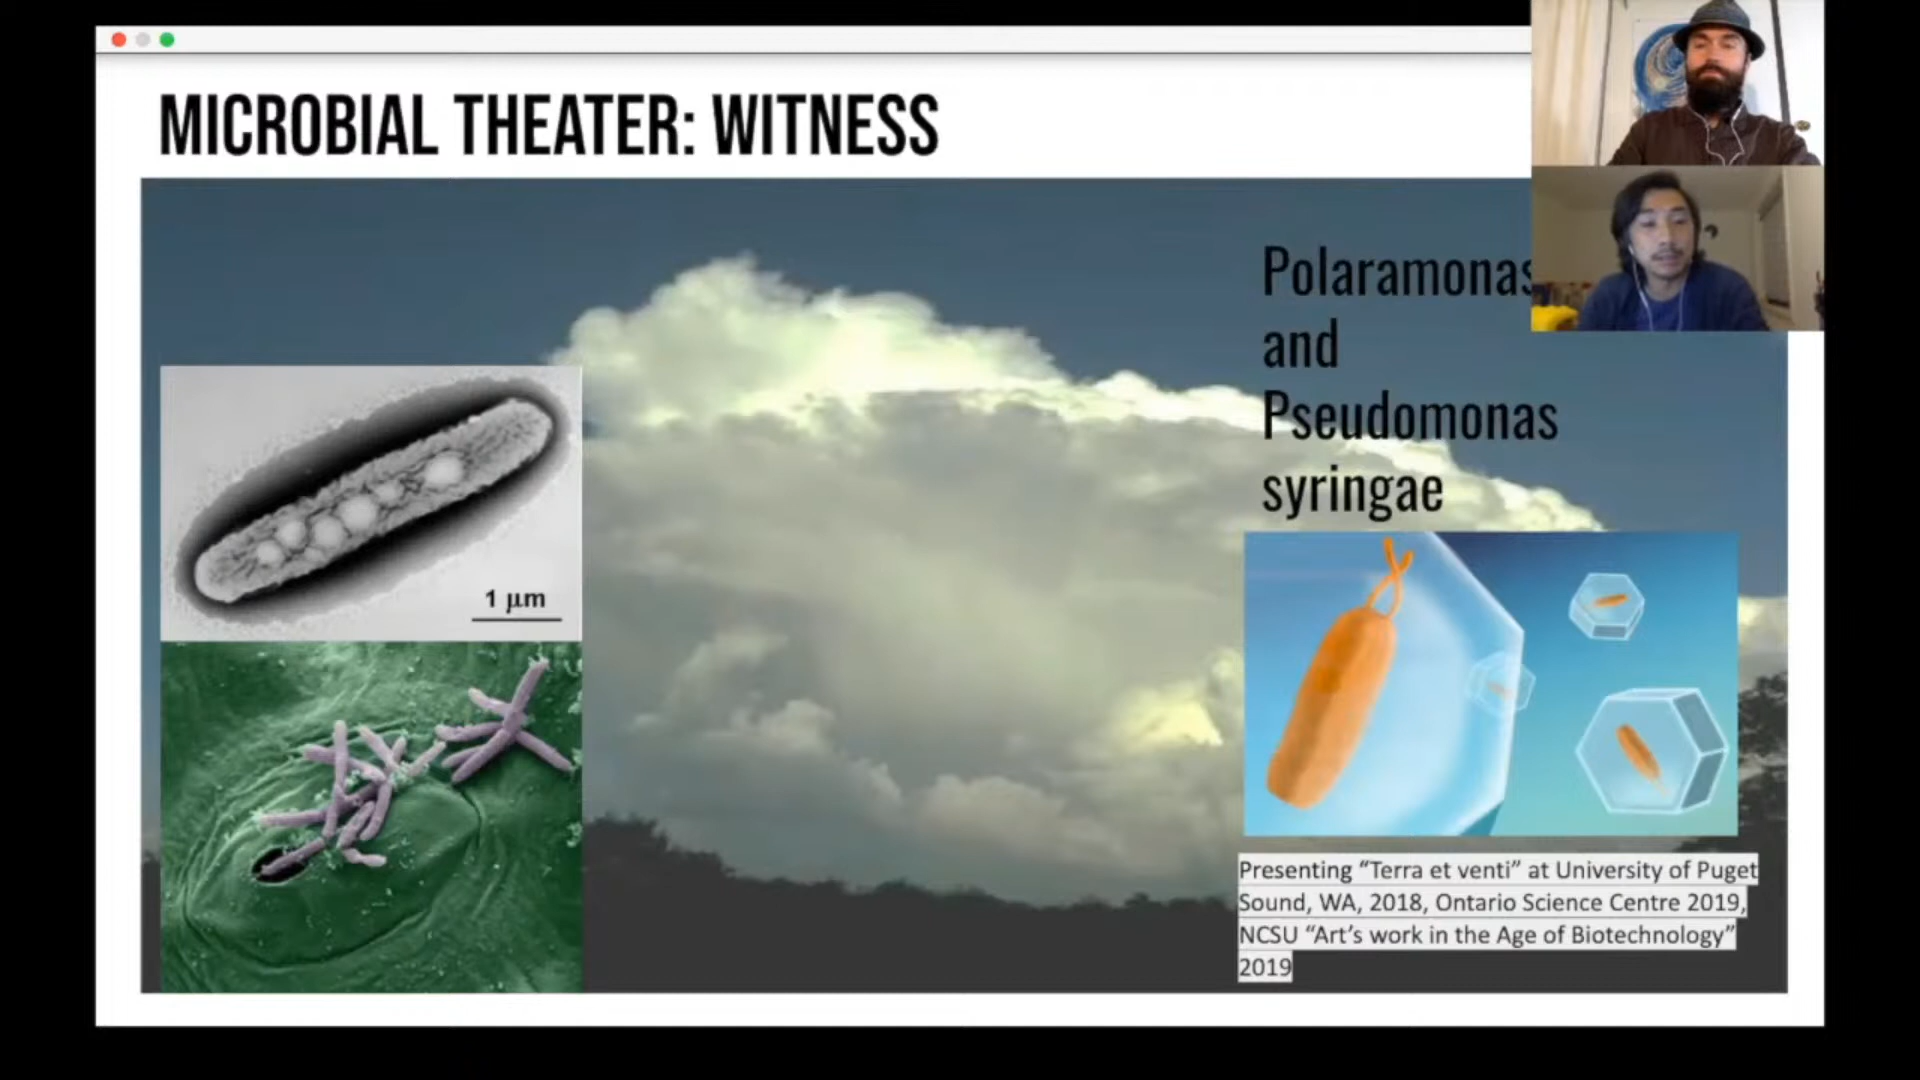 MICROBIAL THEATER: WITNESS
Polaramonas
and
Pseudomonas
syringae
1 μm
Presenting “Terra et venti” at University of Puget
Sound, WA, 2018, Ontario Science Centre 2019,
NCSU “Art’s work in the Age of Biotechnology”
2019